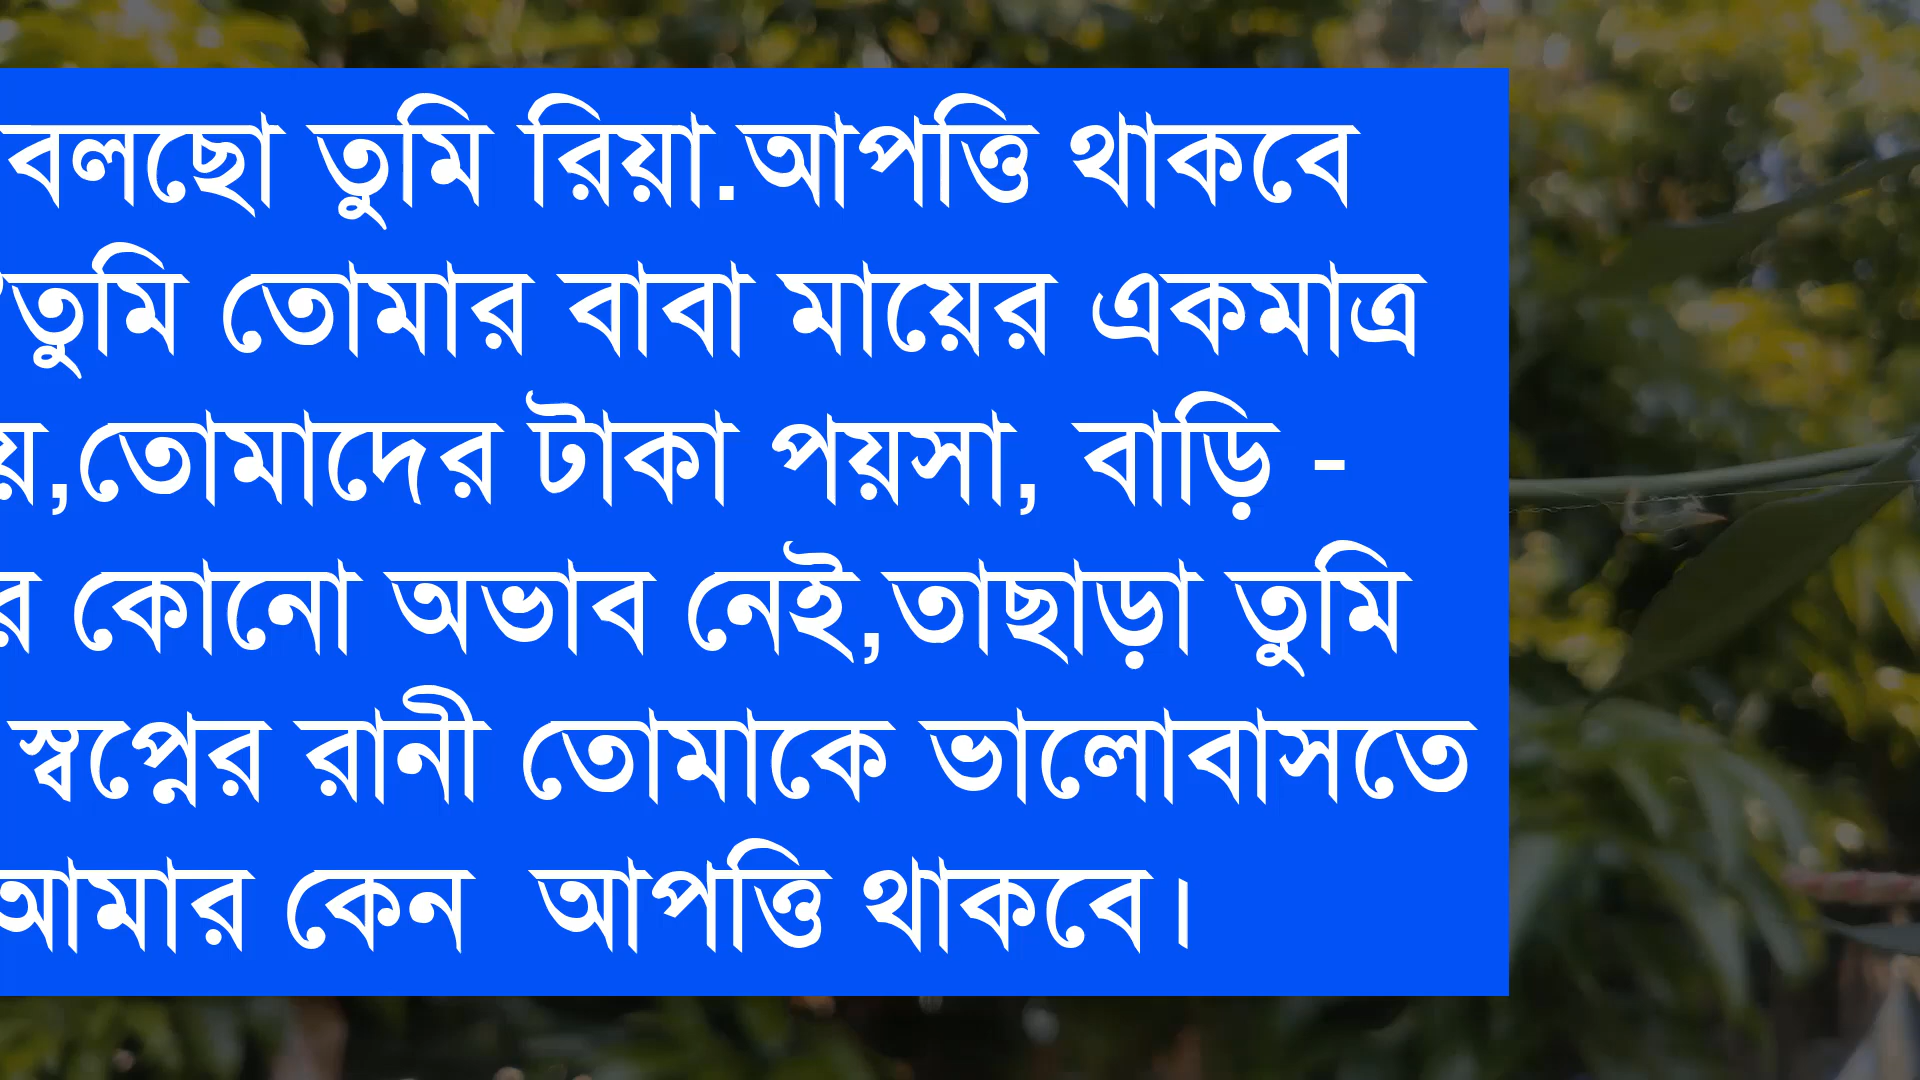 বলছো তুমি রিয়া.আপত্তি থাকবে
তুমি তোমার বাবা মায়ের একমাত্র
,তোমাদের টাকা পয়সা, বাড়ি -
কোনো অভাব নেই,তাছাড়া তুমি
স্বপ্নের রানী তোমাকে ভালোবাসতে
আমার কেন আপত্তি থাকবে।